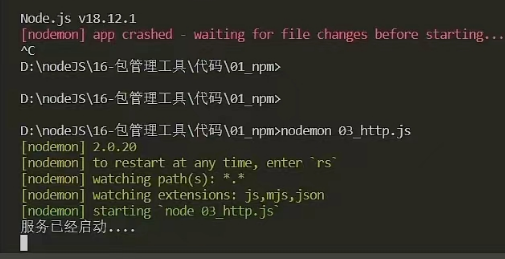 Node.js v18.12.1
[nodemon] app crashed - waiting for file changes before starting...
^C
D:\nodeJS\16-包管理工具\代码\01_npm>
D:\nodeJS\16-包管理工具\代码\01_npm>
D:\nodeJS\16-包管理工具\代码\01_npm>nodemon 03_http.js
[nodemon] 2.0.20
[nodemon] to restart at any time, enter `rs`
[nodemon] watching path(s): *.*
[nodemon] watching extensions: js,mjs,json
[nodemon] starting `node 03_http.js`
服务已经启动....